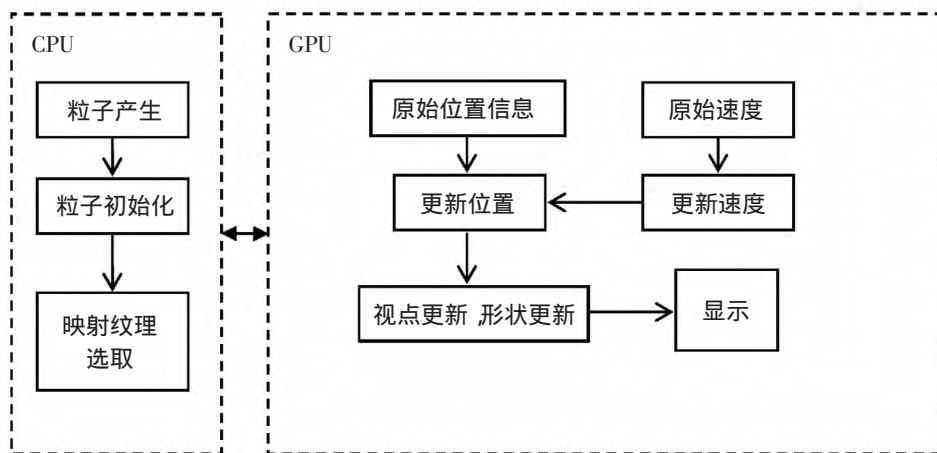 CPU
粒子产生
粒子初始化
映射纹理
选取
GPU
原始位置信息
原始速度
更新位置
更新速度
视点更新,形状更新
显示